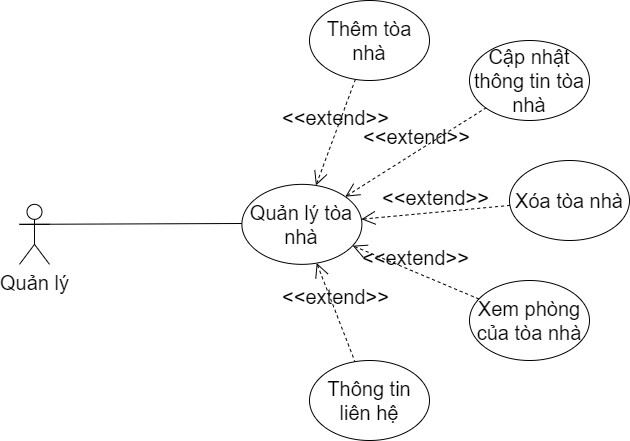 Thêm tòa
nhà
Cập nhật
thông tin tòa
nhà
<<extend>>
<<extend>>
Xóa tòa nhà
<<extend>>
Quản lý tòa
nhà
Quản lý
<<extend>>
<<extend>>
Xem phòng
của tòa nhà
Thông tin
liên hệ